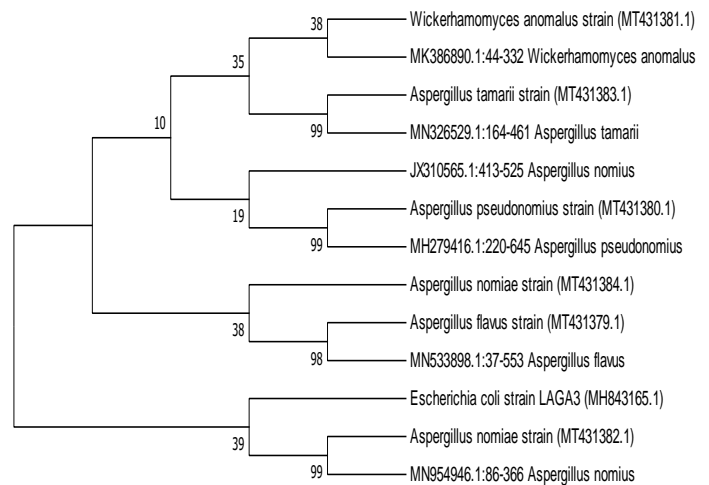 Wickerhamomyces anomalus strain (MT431381.1)
38
MK386890.1:44-332 Wickerhamomyces anomalus
35
Aspergillus tamarii strain (MT431383.1)
10
99
MN326529.1:164-461 Aspergillus tamarii
JX310565.1:413-525 Aspergillus nomius
19
Aspergillus pseudonomius strain (MT431380.1)
99
MH279416.1:220-645 Aspergillus pseudonomius
Aspergillus nomiae strain (MT431384.1)
38
Aspergillus flavus strain (MT431379.1)
98
MN533898.1:37-553 Aspergillus flavus
Escherichia coli strain LAGA3 (MH843165.1)
39
Aspergillus nomiae strain (MT431382.1)
99
MN954946.1:86-366 Aspergillus nomius